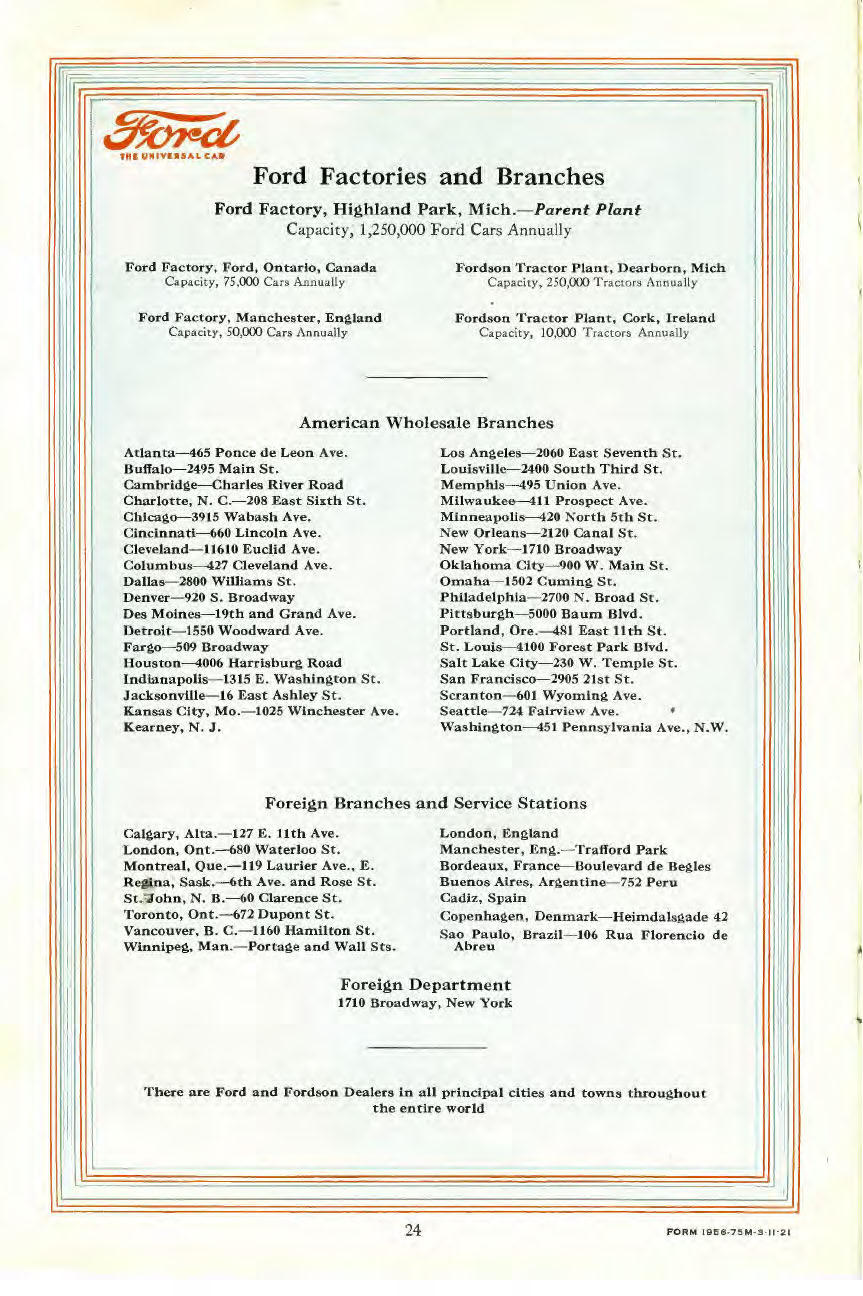 Ford
THE UNIVERSAL CAR
Ford Factories and Branches
Ford Factory, Highland Park, Mich.—Parent Plant
Capacity, 1,250,000 Ford Cars Annually
Ford Factory, Ford, Ontario, Canada
Capacity, 75,000 Cars Annually
Ford Factory, Manchester, England
Capacity, 50,000 Cars Annually
Fordson Tractor Plant, Dearborn, Mich
Capacity, 250,000 Tractors Annually
Fordson Tractor Plant, Cork, Ireland
Capacity, 10,000 Tractors Annually
American Wholesale Branches
Atlanta—465 Ponce de Leon Ave.
Buffalo—2495 Main St.
Cambridge—Charles River Road
Charlotte, N. C.—208 East Sixth St.
Chicago—3915 Wabash Ave.
Cincinnati—660 Lincoln Ave.
Cleveland—11610 Euclid Ave.
Columbus—427 Cleveland Ave.
Dallas—2800 Williams St.
Denver—920 S. Broadway
Des Moines—19th and Grand Ave.
Detroit—1550 Woodward Ave.
Fargo—509 Broadway
Houston—4006 Harrisburg Road
Indianapolis—1315 E. Washington St.
Jacksonville—16 East Ashley St.
Kansas City, Mo.—1025 Winchester Ave.
Kearney, N. J.
Los Angeles—2060 East Seventh St.
Louisville—2400 South Third St.
Memphis—495 Union Ave.
Milwaukee—411 Prospect Ave.
Minneapolis—420 North 5th St.
New Orleans—2120 Canal St.
New York—1710 Broadway
Oklahoma City—900 W. Main St.
Omaha—1502 Cuming St.
Philadelphia—2700 N. Broad St.
Pittsburgh—5000 Baum Blvd.
Portland, Ore.—481 East 11th St.
St. Louis—4100 Forest Park Blvd.
Salt Lake City—230 W. Temple St.
San Francisco—2905 21st St.
Scranton—601 Wyoming Ave.
Seattle—724 Fairview Ave.
Washington—451 Pennsylvania Ave., N.W.
Foreign Branches and Service Stations
Calgary, Alta.—127 E. 11th Ave.
London, Ont.—680 Waterloo St.
Montreal, Que.—119 Laurier Ave., E.
Regina, Sask.—6th Ave. and Rose St.
St. John, N. B.—60 Clarence St.
Toronto, Ont.—672 Dupont St.
Vancouver, B. C.—1160 Hamilton St.
Winnipeg, Man.—Portage and Wall Sts.
London, England
Manchester, Eng.—Trafford Park
Bordeaux, France—Boulevard de Begles
Buenos Aires, Argentine—752 Peru
Cadiz, Spain
Copenhagen, Denmark—Heimdalsgade 42
Sao Paulo, Brazil—106 Rua Florencio de
Abreu
Foreign Department
1710 Broadway, New York
There are Ford and Fordson Dealers in all principal cities and towns throughout
the entire world
24
FORM 1956-75M-3-11-21